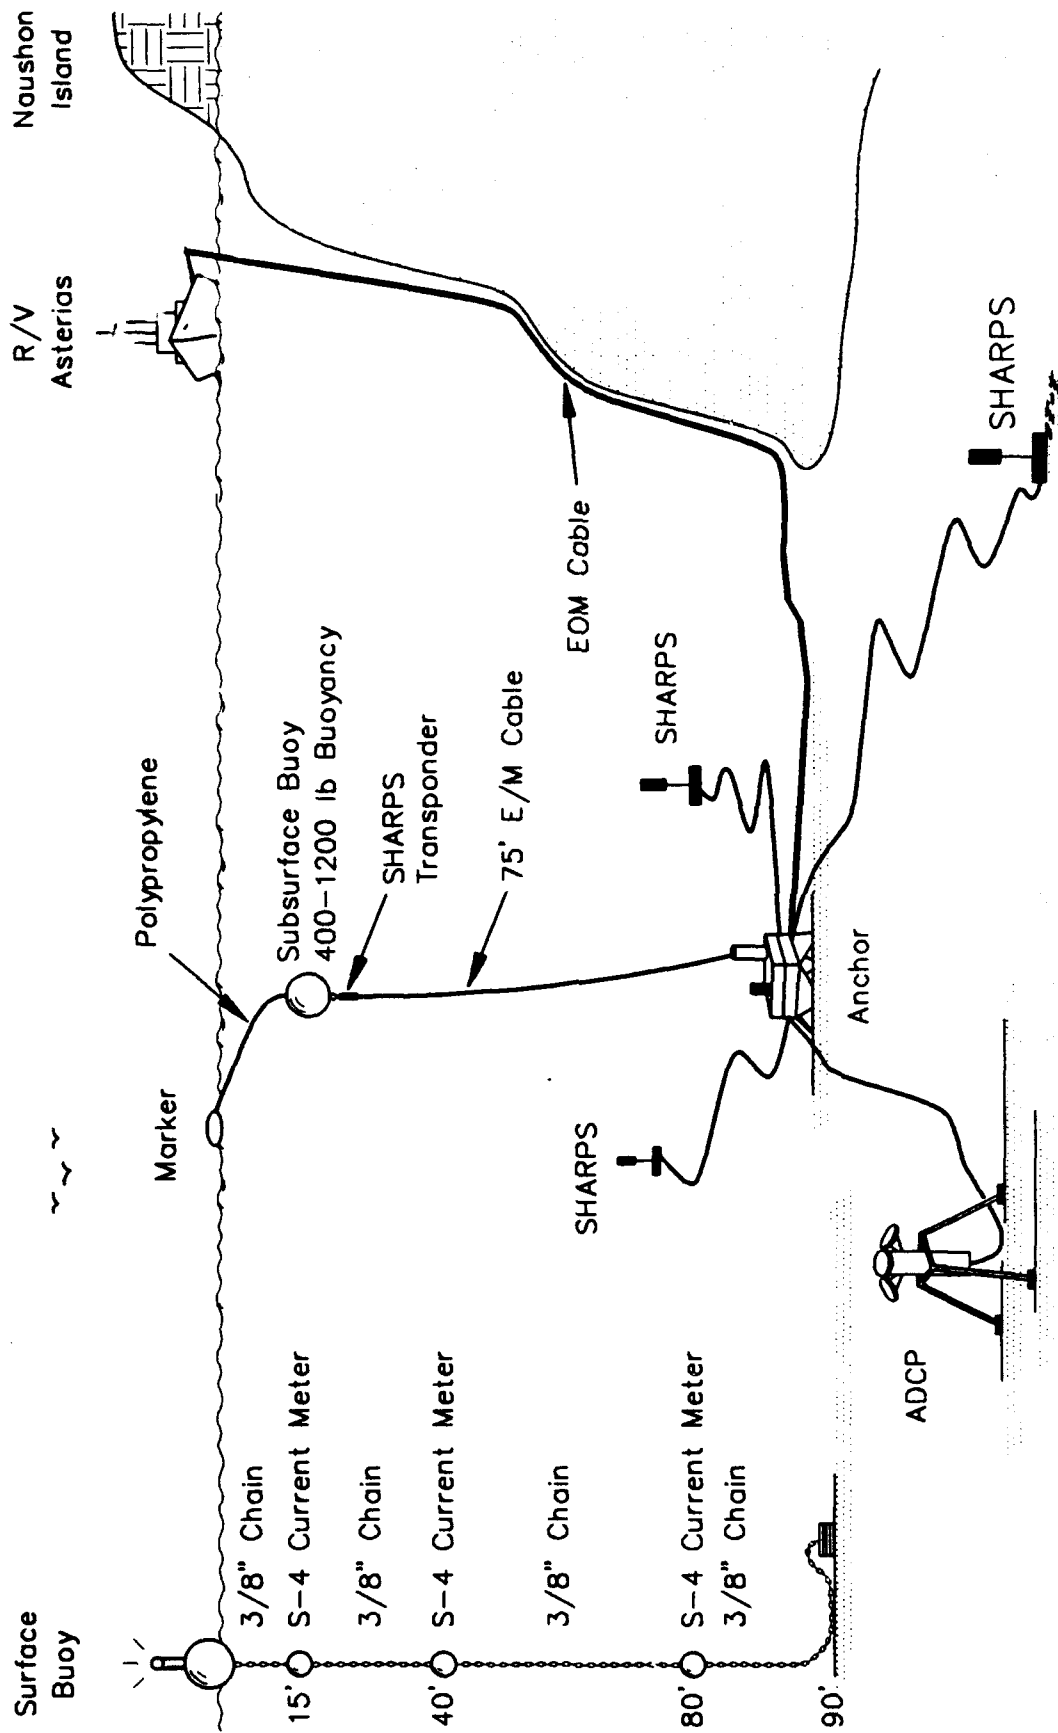 Surface
Buoy
3/8" Chain
15'
S-4 Current Meter
3/8" Chain
40'
S-4 Current Meter
3/8" Chain
80'
S-4 Current Meter
3/8" Chain
90'
ADCP
Marker
Polypropylene
Subsurface Buoy
400-1200 lb Buoyancy
SHARPS
Transponder
75' E/M Cable
SHARPS
Anchor
SHARPS
EOM Cable
SHARPS
R/V
Asterias
Naushon
Island